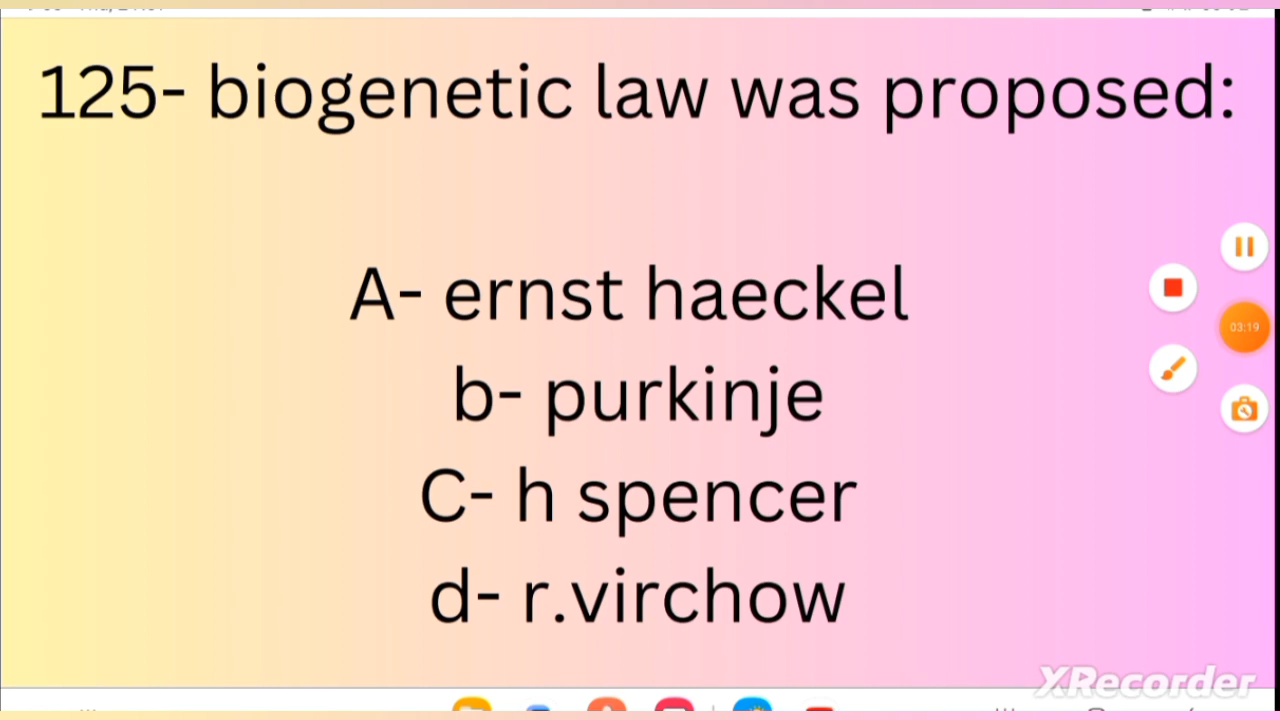 125- biogenetic law was proposed:
A- ernst haeckel
b- purkinje
C- h spencer
d- r.virchow
03:19
XRecorder